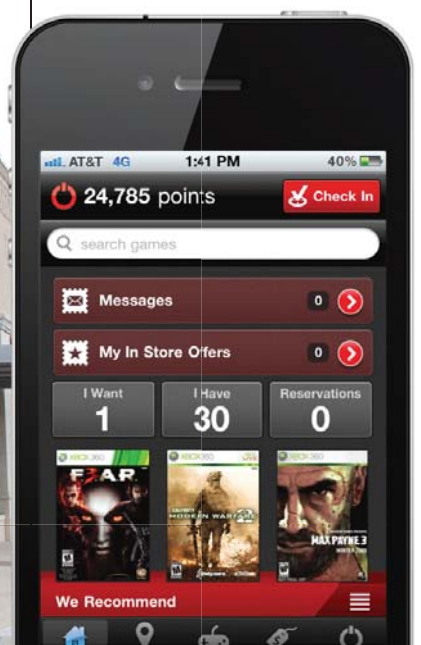 AT&T 4G 1:41 PM 40%
24,785 points Check In
search games
Messages 0
My In Store Offers 0
I Want I Have Reservations
1 30 0
XBOX 360 XBOX 360 XBOX 360
F.3.A.R.
CALL OF DUTY
MODERN WARFARE 2
MAX PAYNE 3
We Recommend